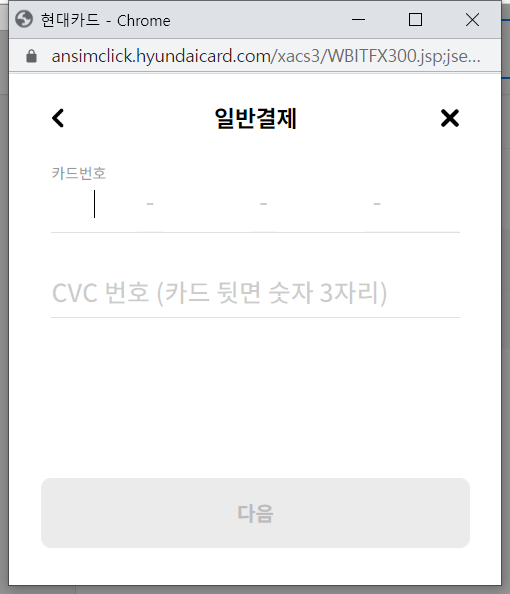 현대카드 - Chrome
ansimclick.hyundaicard.com/xacs3/WBITFX300.jsp;jse...
일반결제
카드번호
- - -
CVC 번호 (카드 뒷면 숫자 3자리)
다음